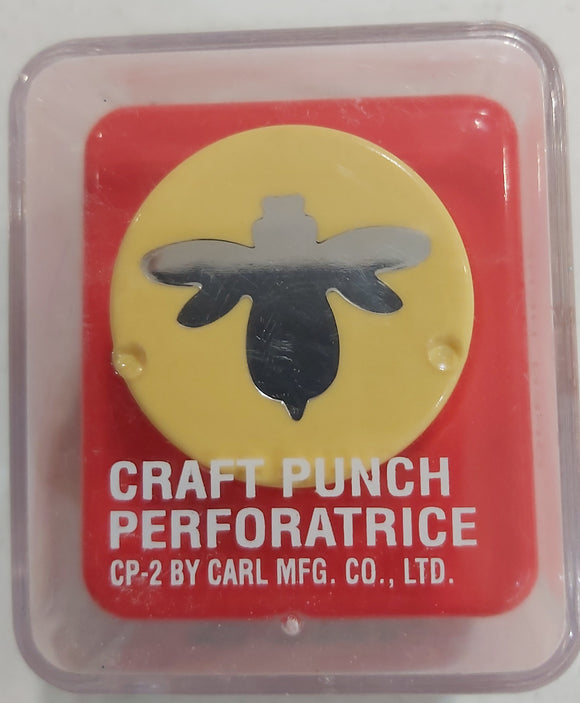 CRAFT PUNCH
PERFORATRICE
CP-2 BY CARL MFG. CO., LTD.